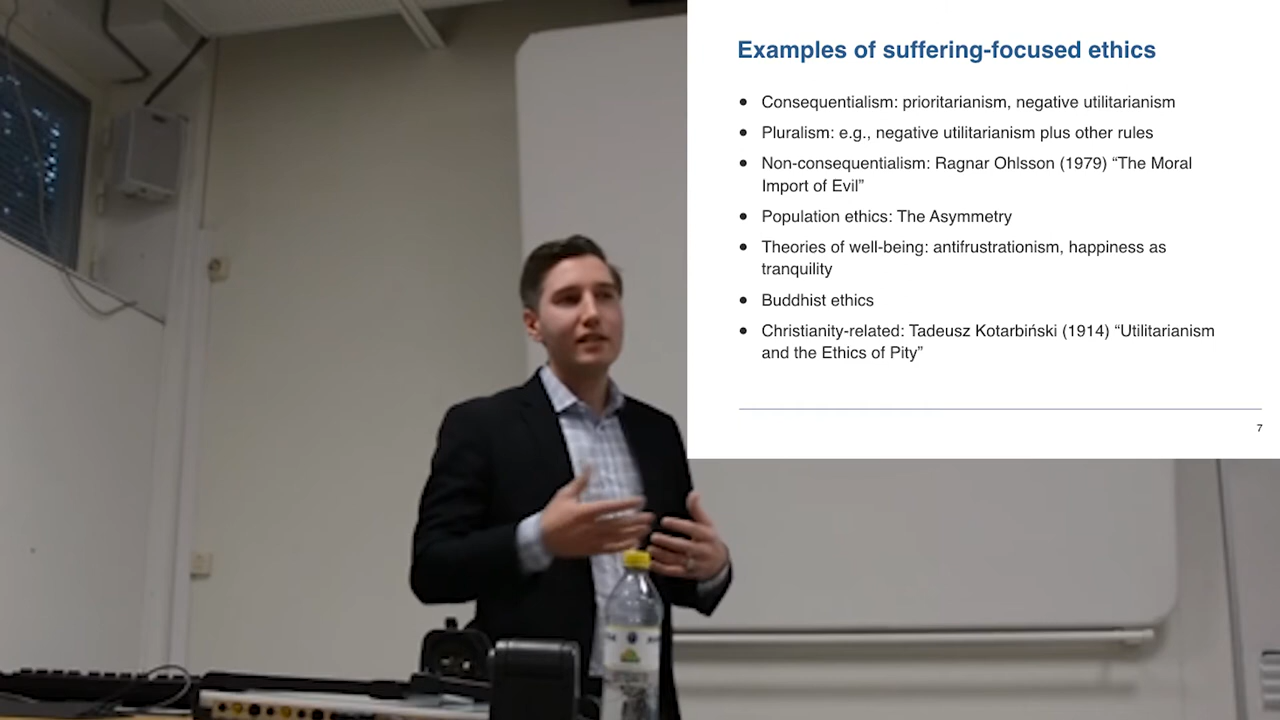 Examples of suffering-focused ethics
• Consequentialism: prioritarianism, negative utilitarianism
• Pluralism: e.g., negative utilitarianism plus other rules
• Non-consequentialism: Ragnar Ohlsson (1979) “The Moral
Import of Evil”
• Population ethics: The Asymmetry
• Theories of well-being: antifrustrationism, happiness as
tranquility
• Buddhist ethics
• Christianity-related: Tadeusz Kotarbiński (1914) “Utilitarianism
and the Ethics of Pity”
7